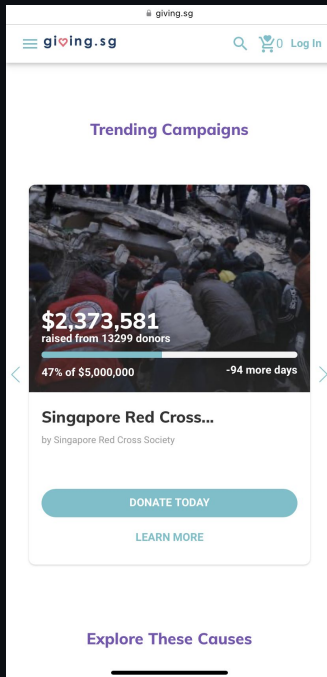 giving.sg
giving.sg
0 Log In
Trending Campaigns
$2,373,581
raised from 13299 donors
47% of $5,000,000
-94 more days
Singapore Red Cross...
by Singapore Red Cross Society
DONATE TODAY
LEARN MORE
Explore These Causes